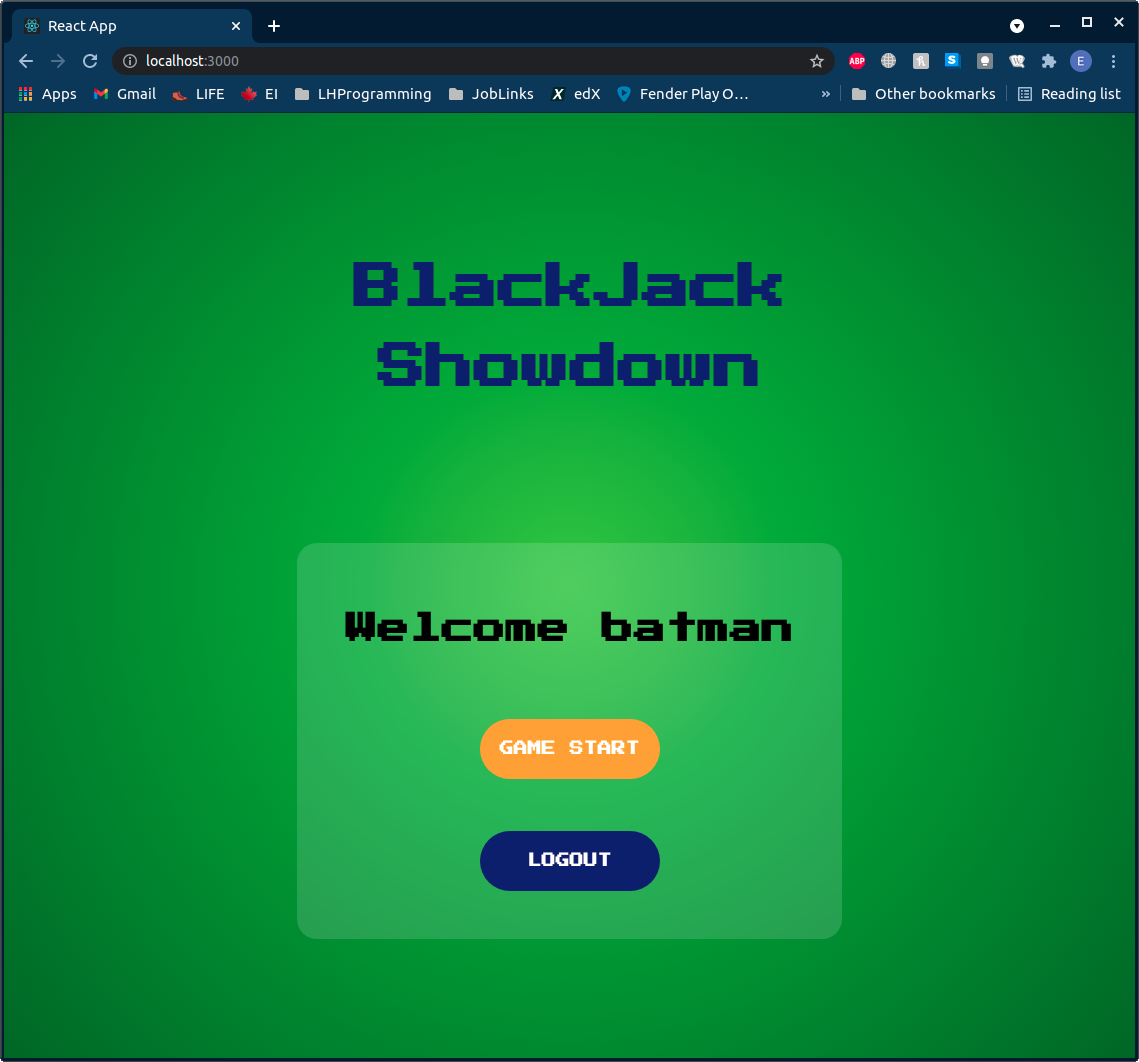 React App
localhost:3000
ABP S E
Apps Gmail LIFE EI LHProgramming JobLinks X edX Fender Play O… » Other bookmarks Reading list
BlackJack
Showdown
Welcome batman
GAME START
LOGOUT